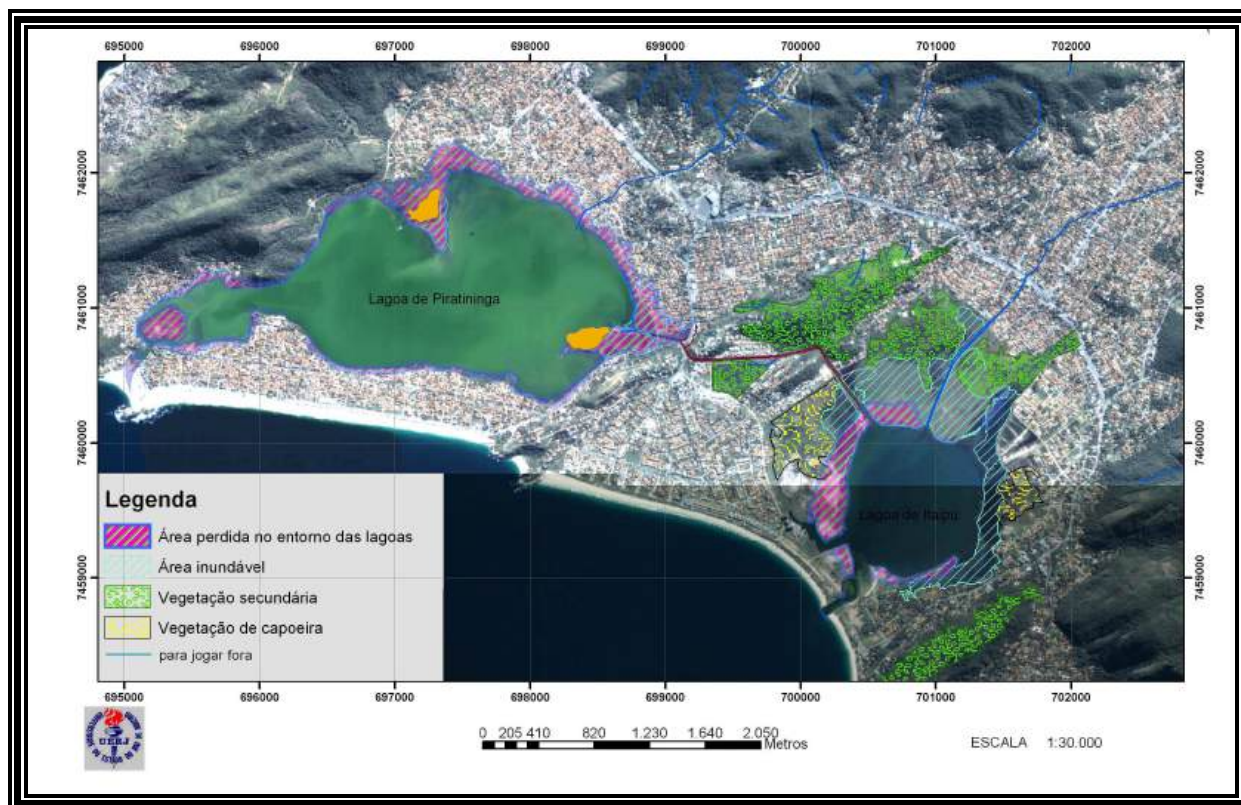 695000 696000 697000 698000 699000 700000 701000 702000
7462000 7462000
7461000 7461000
7460000 7460000
7459000 7459000
Lagoa de Piratininga
Lagoa de Itaipu
Legenda
Área perdida no entorno das lagoas
Área inundável
Vegetação secundária
Vegetação de capoeira
para jogar fora
695000 696000 697000 698000 699000 700000 701000 702000
UERJ
0 205 410 820 1.230 1.640 2.050
Metros
ESCALA 1:30.000